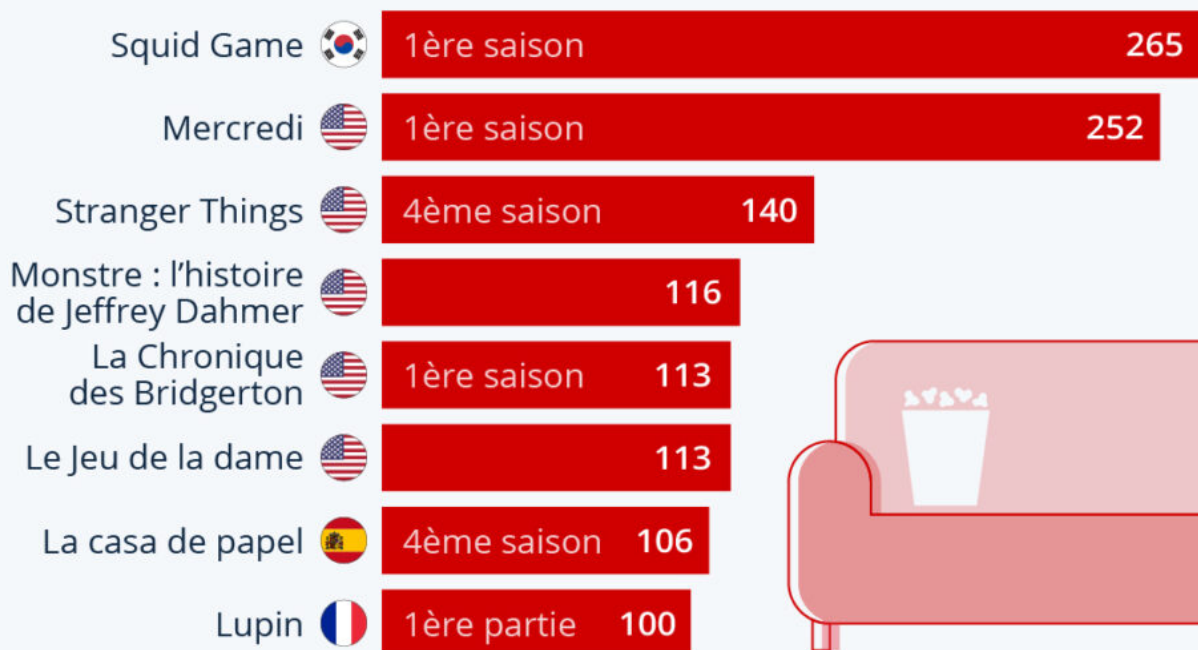 Squid Game 1ère saison 265
Mercredi 1ère saison 252
Stranger Things 4ème saison 140
Monstre : l’histoire
de Jeffrey Dahmer 116
La Chronique
des Bridgerton 1ère saison 113
Le Jeu de la dame 113
La casa de papel 4ème saison 106
Lupin 1ère partie 100